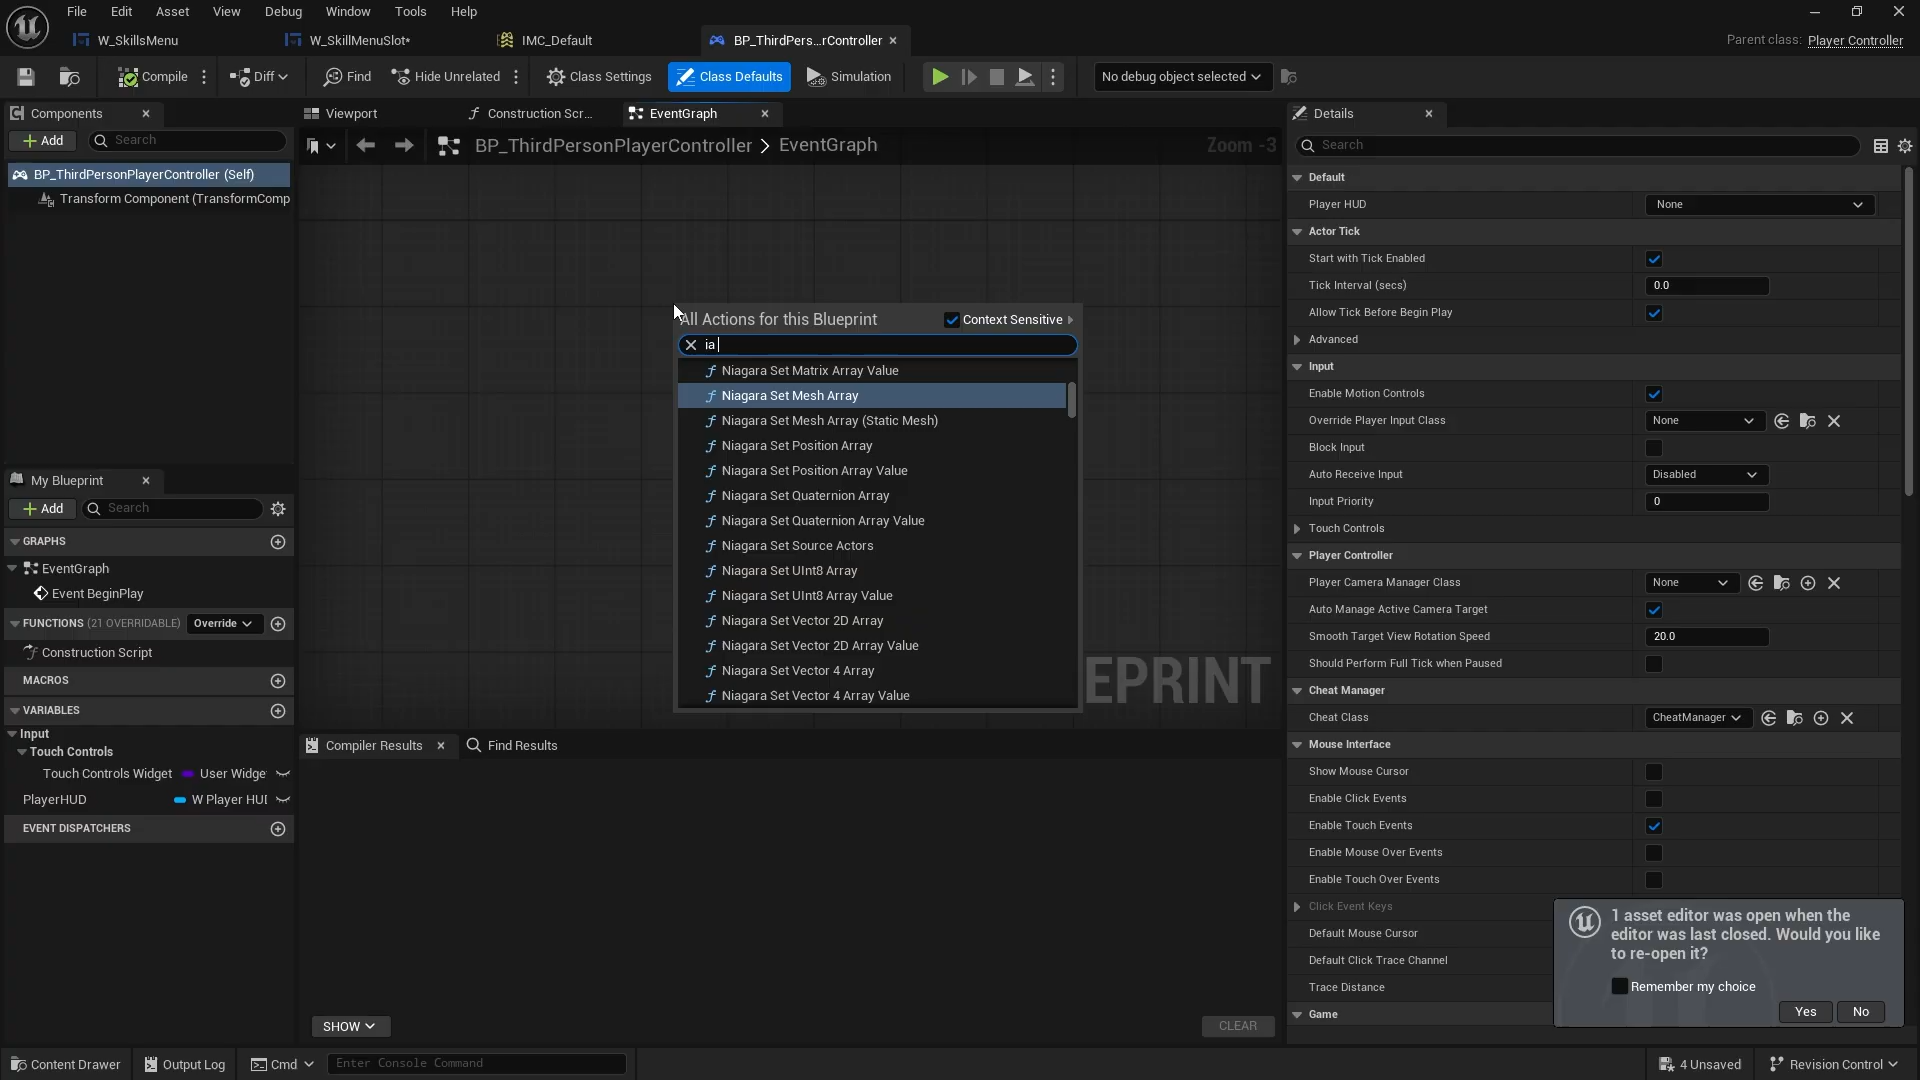 File Edit Asset View Debug Window Tools Help
W_SkillsMenu W_SkillMenuSlot* IMC_Default BP_ThirdPers...rController Parent class: Player Controller
Compile Diff Find Hide Unrelated Class Settings Class Defaults Simulation No debug object selected
Components Viewport Construction Scr... EventGraph Details
Add Search BP_ThirdPersonPlayerController > EventGraph Zoom -3 Search
BP_ThirdPersonPlayerController (Self)
Transform Component (TransformComp
My Blueprint
Add Search
GRAPHS
EventGraph
Event BeginPlay
FUNCTIONS (21 OVERRIDABLE) Override
Construction Script
MACROS
VARIABLES
Input
Touch Controls
Touch Controls Widget User Widge
PlayerHUD W Player HUI
EVENT DISPATCHERS
All Actions for this Blueprint Context Sensitive
ia
Niagara Set Matrix Array Value
Niagara Set Mesh Array
Niagara Set Mesh Array (Static Mesh)
Niagara Set Position Array
Niagara Set Position Array Value
Niagara Set Quaternion Array
Niagara Set Quaternion Array Value
Niagara Set Source Actors
Niagara Set UInt8 Array
Niagara Set UInt8 Array Value
Niagara Set Vector 2D Array
Niagara Set Vector 2D Array Value
Niagara Set Vector 4 Array
Niagara Set Vector 4 Array Value
EPRINT
Compiler Results Find Results
SHOW CLEAR
Default
Player HUD None
Actor Tick
Start with Tick Enabled
Tick Interval (secs) 0.0
Allow Tick Before Begin Play
Advanced
Input
Enable Motion Controls
Override Player Input Class None
Block Input
Auto Receive Input Disabled
Input Priority 0
Touch Controls
Player Controller
Player Camera Manager Class None
Auto Manage Active Camera Target
Smooth Target View Rotation Speed 20.0
Should Perform Full Tick when Paused
Cheat Manager
Cheat Class CheatManager
Mouse Interface
Show Mouse Cursor
Enable Click Events
Enable Touch Events
Enable Mouse Over Events
Enable Touch Over Events
Click Event Keys
Default Mouse Cursor
Default Click Trace Channel
Trace Distance
Game
1 asset editor was open when the
editor was last closed. Would you like
to re-open it?
Remember my choice
Yes No
Content Drawer Output Log Cmd Enter Console Command 4 Unsaved Revision Control